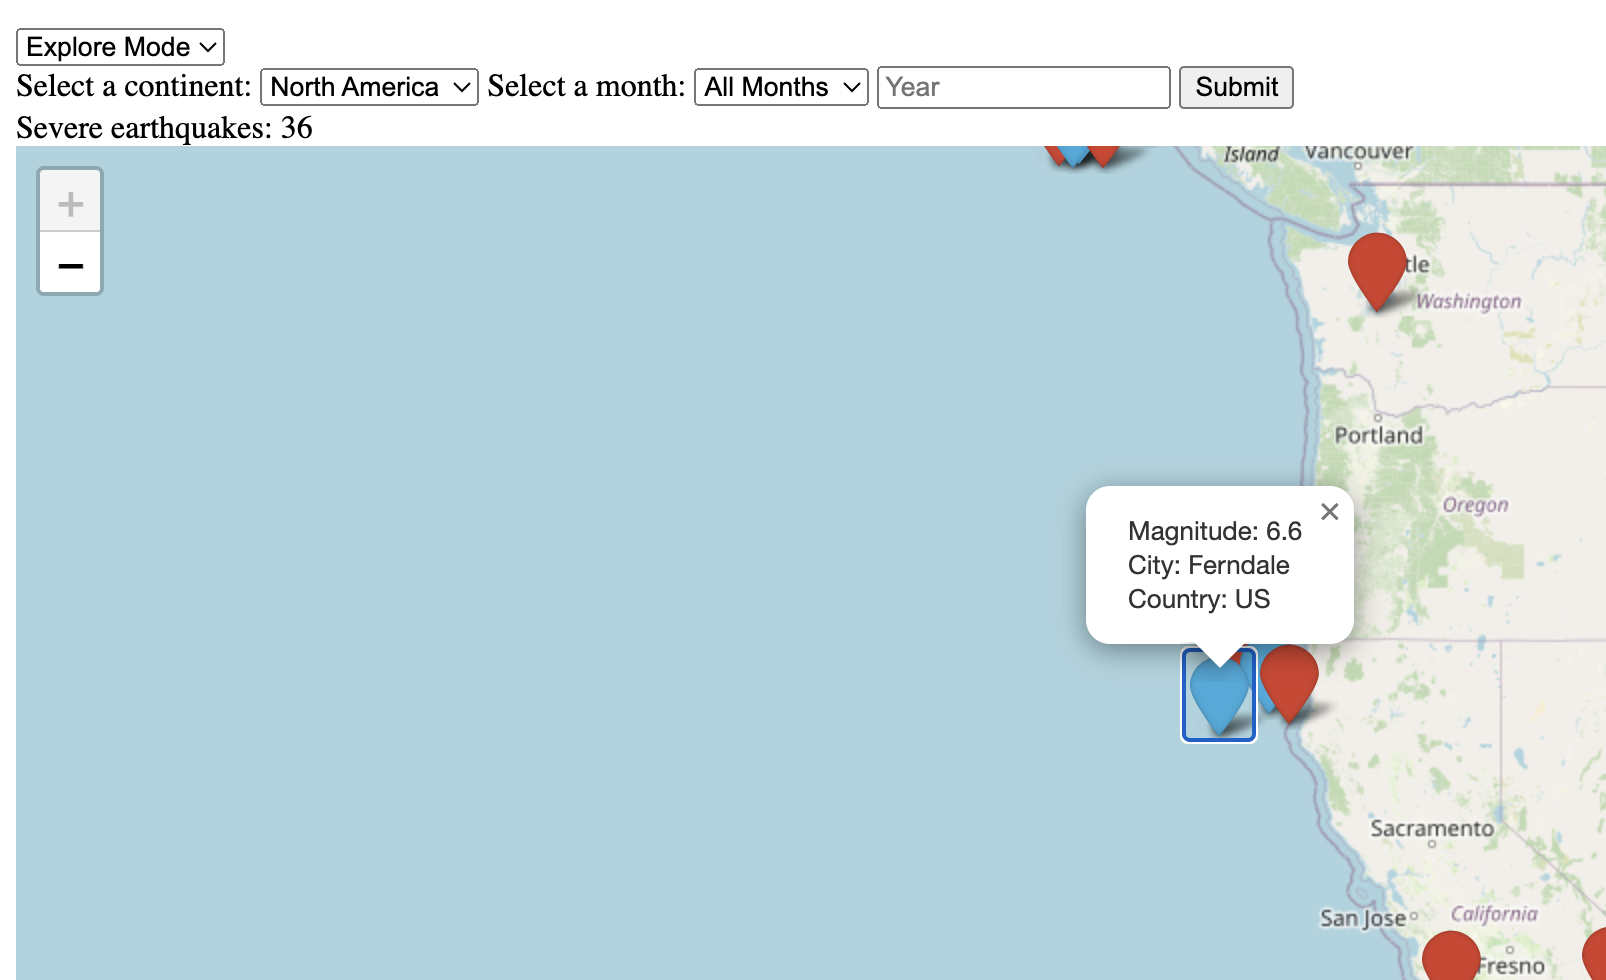 Explore Mode
Select a continent: North America Select a month: All Months Year Submit
Severe earthquakes: 36
+
−
Island Vancouver
tle
Washington
Portland
Oregon
×
Magnitude: 6.6
City: Ferndale
Country: US
Sacramento
San Jose
California
Fresno